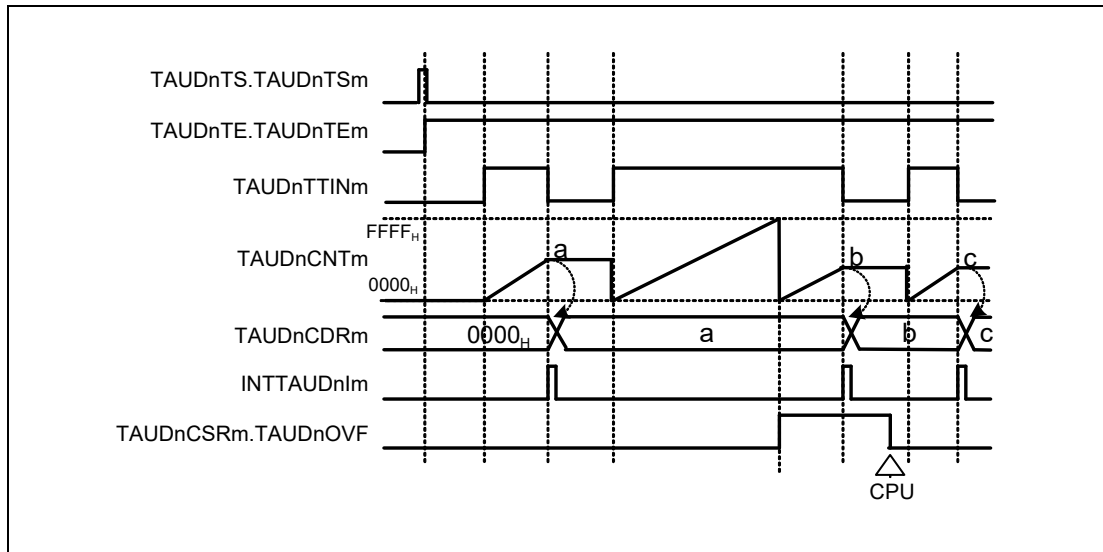 TAUDnTS.TAUDnTSm
TAUDnTE.TAUDnTEm
TAUDnTTINm
FFFFH
a
b
c
TAUDnCNTm
0000H
TAUDnCDRm
0000H
a
b
c
INTTAUDnIm
TAUDnCSRm.TAUDnOVF
CPU